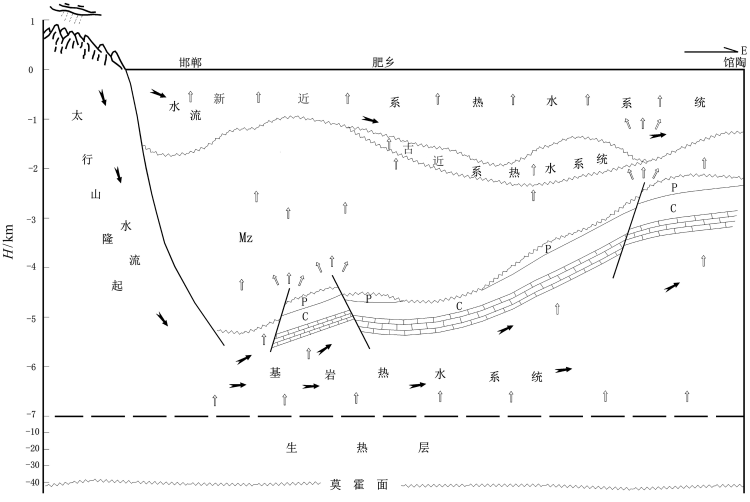 1
E
邯郸 肥乡 馆陶
0
新近系热水系统
水流
-1
太行山隆起
古近系热水系统
-2
P
C
-3
水流
Mz
H/km
P
-4
P
P
C
C
-5
-6
基岩热水系统
-7
-10
生热层
-20
-30
-40
莫霍面